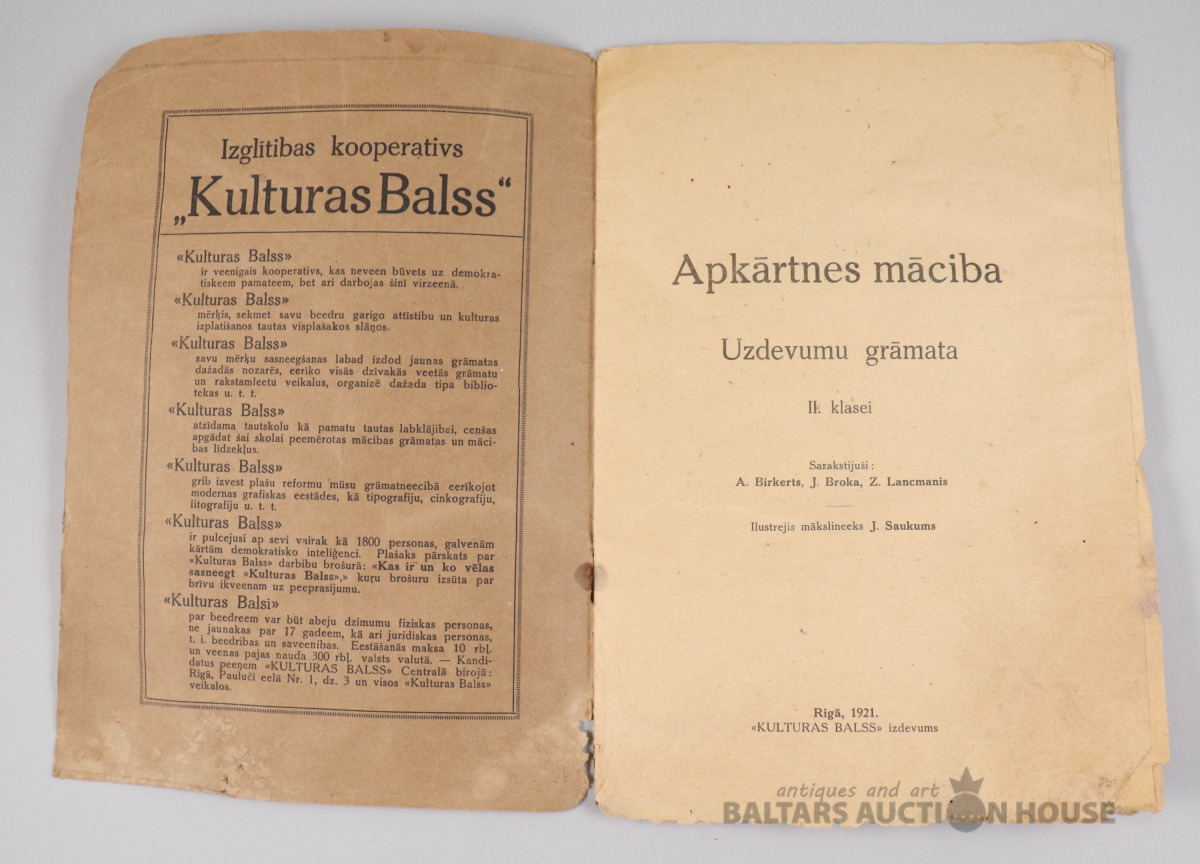 Izglītibas kooperativs
„Kulturas Balss“
«Kulturas Balss»
ir veenigais kooperativs, kas neveen būvets uz demokra-
tiskeem pamateem, bet ari darbojas šinī virzeenā.
«Kulturas Balss»
mērķis, sekmet savu beedru garigo attistibu un kulturas
izplatišanos tautas visplašakos slāņos.
«Kulturas Balss»
savu mērķu sasneegšanas labad izdod jaunas grāmatas
dažadās nozarēs, eeriko visās dzivakās veetās grāmatu
un rakstamleetu veikalus, organizē dažada tipa biblio-
tekas u. t. t.
«Kulturas Balss»
atzīdama tautskolu kā pamatu tautas labklājibai, cenšas
apgādat šai skolai peemērotas mācibas grāmatas un māci-
bas līdzekļus.
«Kulturas Balss»
grib izvest plašu reformu mūsu grāmatneecibā eerikojot
modernas grafiskas eestādes, kā tipografiju, cinkografiju,
litografiju u. t. t.
«Kulturas Balss»
ir pulcejusi ap sevi vairak kā 1800 personas, galvenām
kārtām demokratisko inteliģenci. Plašaks pārskats par
«Kulturas Balss» darbibu brošurā: «Kas ir un ko vēlas
sasneegt «Kulturas Balss»,» kuŗu brošuru izsūta par
brīvu ikveenam uz peeprasijumu.
«Kulturas Balsi»
par beedreem var būt abeju dzimumu fiziskas personas,
ne jaunakas par 17 gadeem, kā ari juridiskas personas,
t. i. beedribas un saveenibas. Eestāšanās maksa 10 rbļ.
un veenas pajas nauda 300 rbļ. valsts valutā. — Kandi-
datus peeņem «KULTURAS BALSS» Centralā birojā:
Rigā, Pauluči eelā Nr. 1, dz. 3 un visos «Kulturas Balss»
veikalos.
Apkārtnes māciba
Uzdevumu grāmata
II. klasei
Sarakstijuši:
A. Birkerts, J. Broka, Z. Lancmanis
Ilustrejis māksl̦ineeks J. Saukums
Rigā, 1921.
«KULTURAS BALSS» izdevums
antiques and art
BALTARS AUCTION HOUSE